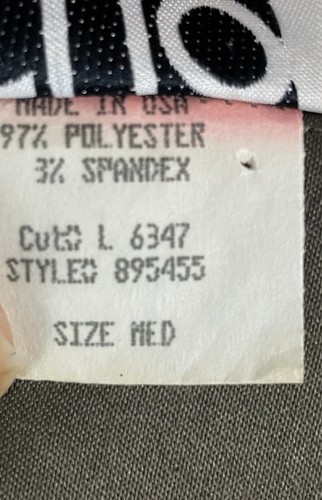 MADE IN USA
97% POLYESTER
3% SPANDEX
Cut# L 6347
STYLE# 895455
SIZE MED